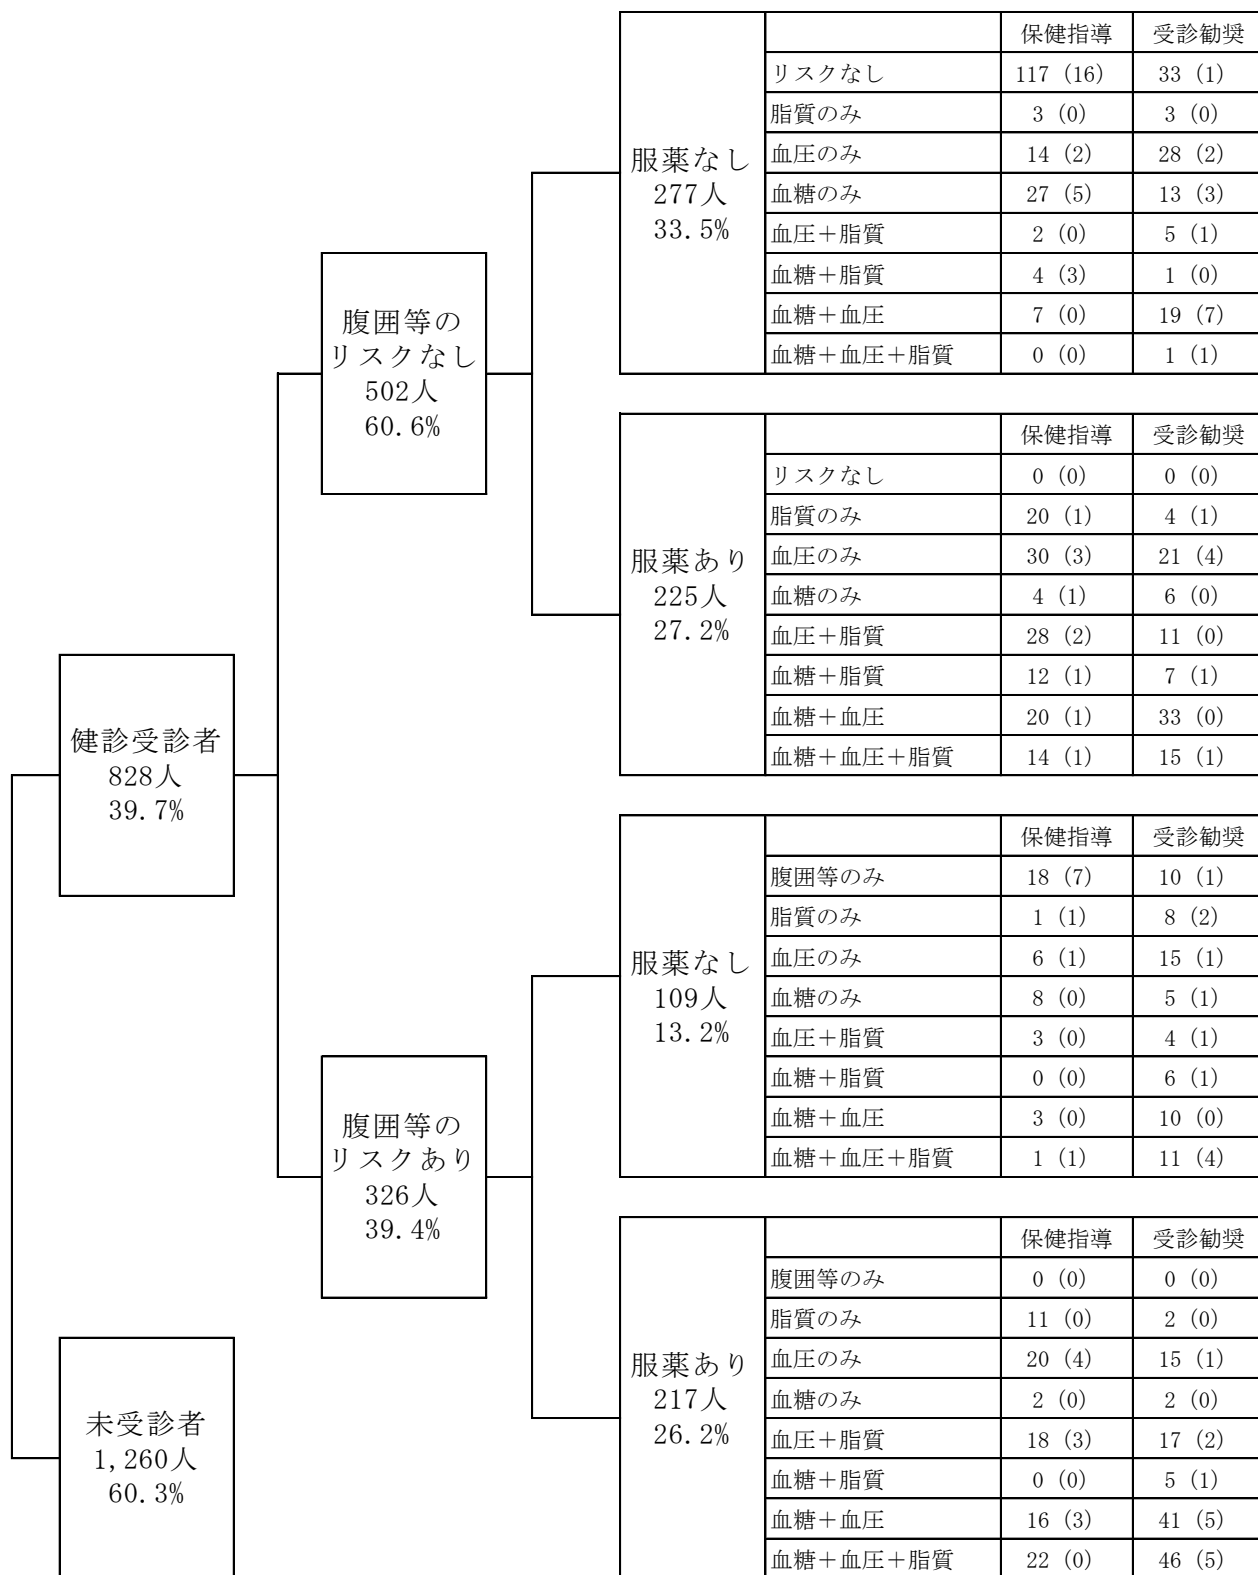 保健指導 受診勧奨
リスクなし 117 (16) 33 (1)
脂質のみ 3 (0) 3 (0)
血圧のみ 14 (2) 28 (2)
血糖のみ 27 (5) 13 (3)
血圧+脂質 2 (0) 5 (1)
血糖+脂質 4 (3) 1 (0)
血糖+血圧 7 (0) 19 (7)
血糖+血圧+脂質 0 (0) 1 (1)
服薬なし
277人
33.5%
腹囲等の
リスクなし
502人
60.6%
保健指導 受診勧奨
リスクなし 0 (0) 0 (0)
脂質のみ 20 (1) 4 (1)
血圧のみ 30 (3) 21 (4)
血糖のみ 4 (1) 6 (0)
血圧+脂質 28 (2) 11 (0)
血糖+脂質 12 (1) 7 (1)
血糖+血圧 20 (1) 33 (0)
血糖+血圧+脂質 14 (1) 15 (1)
服薬あり
225人
27.2%
健診受診者
828人
39.7%
保健指導 受診勧奨
腹囲等のみ 18 (7) 10 (1)
脂質のみ 1 (1) 8 (2)
血圧のみ 6 (1) 15 (1)
血糖のみ 8 (0) 5 (1)
血圧+脂質 3 (0) 4 (1)
血糖+脂質 0 (0) 6 (1)
血糖+血圧 3 (0) 10 (0)
血糖+血圧+脂質 1 (1) 11 (4)
服薬なし
109人
13.2%
腹囲等の
リスクあり
326人
39.4%
保健指導 受診勧奨
腹囲等のみ 0 (0) 0 (0)
脂質のみ 11 (0) 2 (0)
血圧のみ 20 (4) 15 (1)
血糖のみ 2 (0) 2 (0)
血圧+脂質 18 (3) 17 (2)
血糖+脂質 0 (0) 5 (1)
血糖+血圧 16 (3) 41 (5)
血糖+血圧+脂質 22 (0) 46 (5)
服薬あり
217人
26.2%
未受診者
1,260人
60.3%